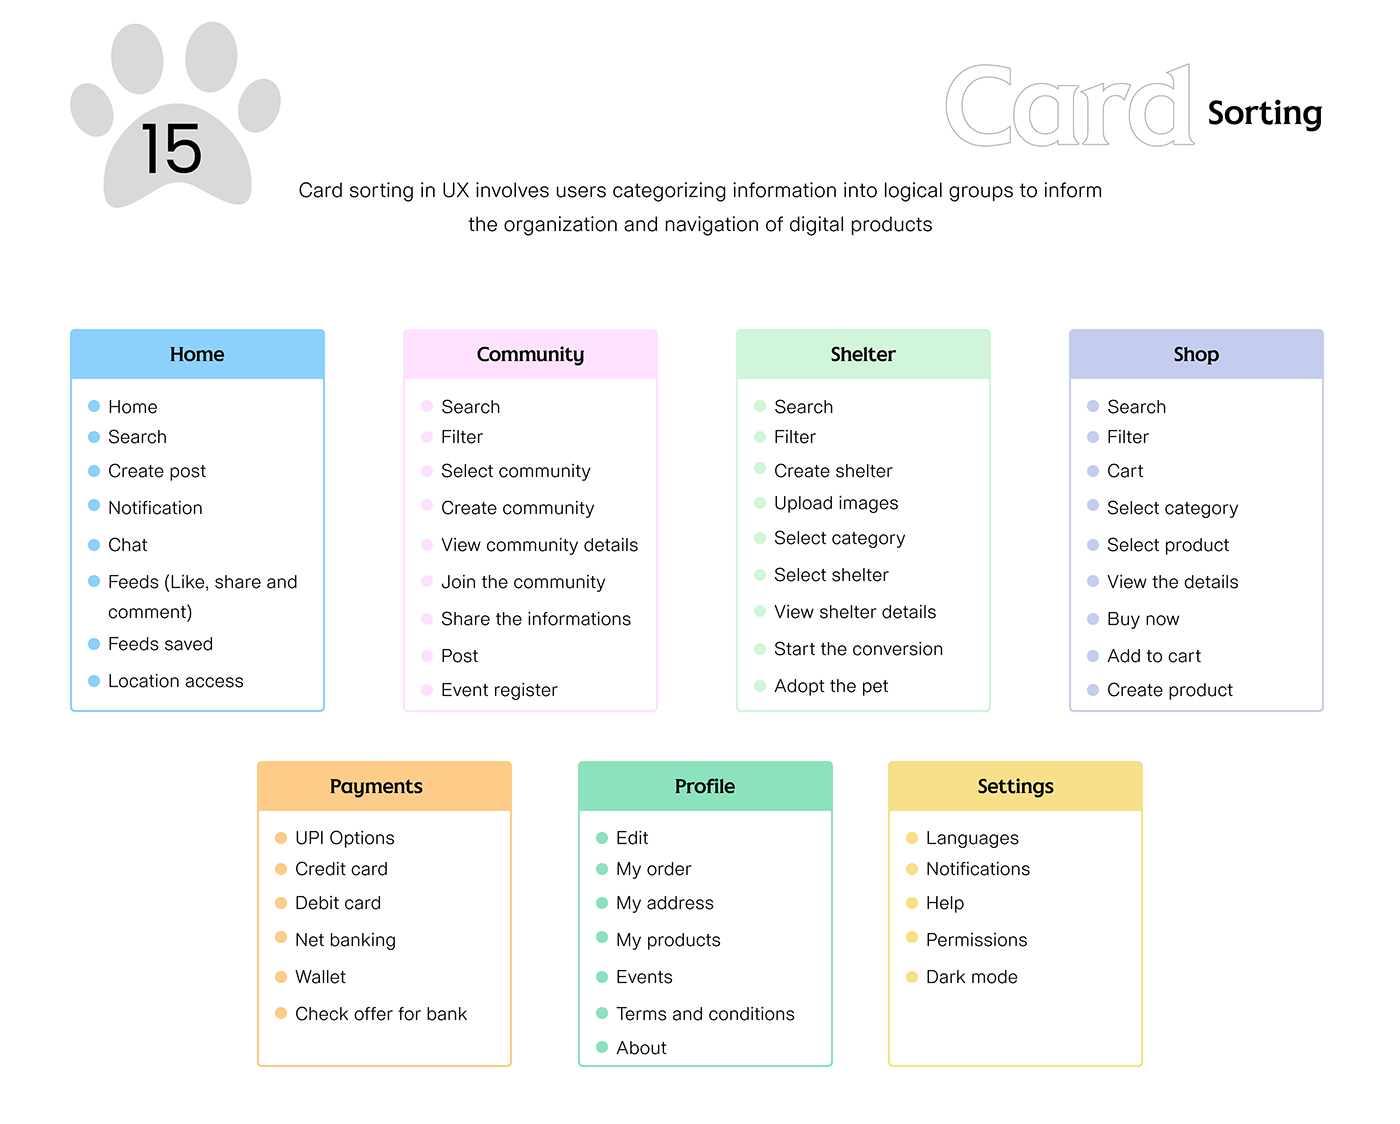 15
Card Sorting
Card sorting in UX involves users categorizing information into logical groups to inform
the organization and navigation of digital products
Home
Home
Search
Create post
Notification
Chat
Feeds (Like, share and
comment)
Feeds saved
Location access
Community
Search
Filter
Select community
Create community
View community details
Join the community
Share the informations
Post
Event register
Shelter
Search
Filter
Create shelter
Upload images
Select category
Select shelter
View shelter details
Start the conversion
Adopt the pet
Shop
Search
Filter
Cart
Select category
Select product
View the details
Buy now
Add to cart
Create product
Payments
UPI Options
Credit card
Debit card
Net banking
Wallet
Check offer for bank
Profile
Edit
My order
My address
My products
Events
Terms and conditions
About
Settings
Languages
Notifications
Help
Permissions
Dark mode